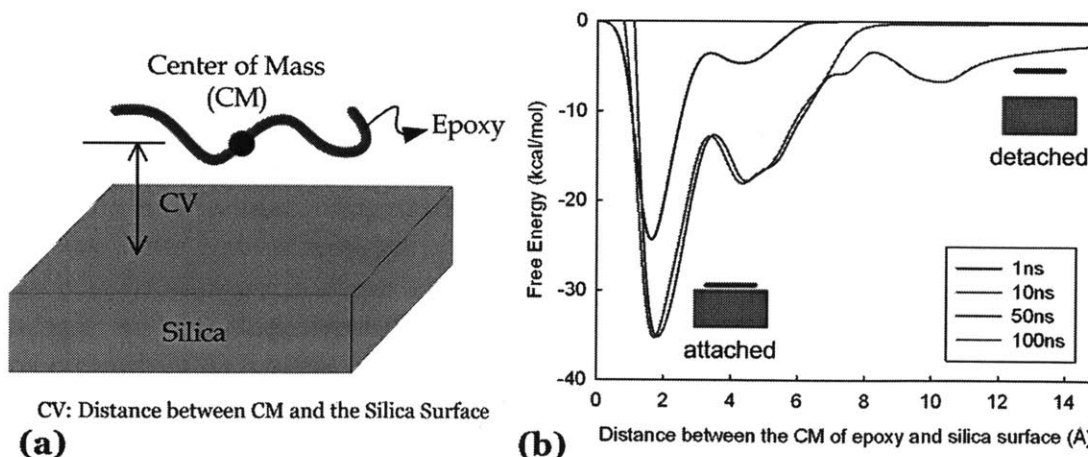 Center of Mass
(CM)
Epoxy
CV
Silica
CV: Distance between CM and the Silica Surface
(a)
0
-10
-20
-30
-40
Free Energy (kcal/mol)
detached
attached
1ns
10ns
50ns
100ns
0 2 4 6 8 10 12 14
(b)
Distance between the CM of epoxy and silica surface (Å)